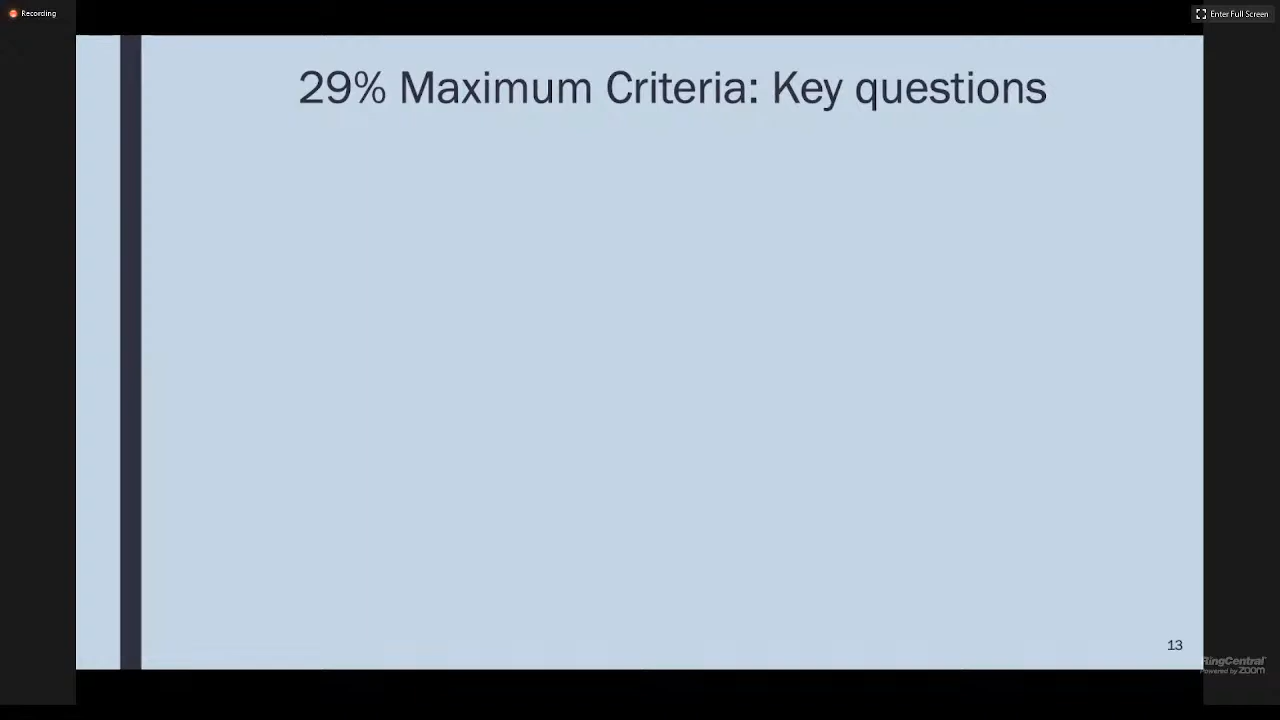 Recording
Enter Full Screen
29% Maximum Criteria: Key questions
13
RingCentral
Powered by zoom